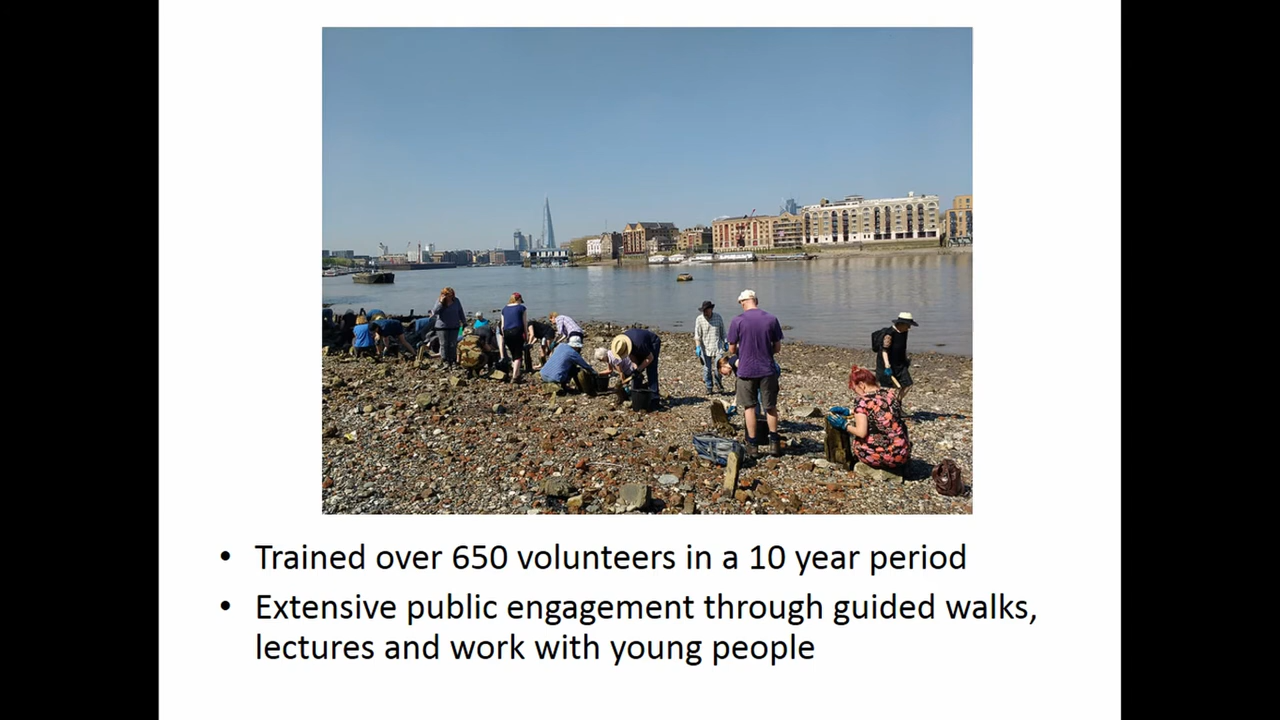 • Trained over 650 volunteers in a 10 year period
• Extensive public engagement through guided walks,
lectures and work with young people